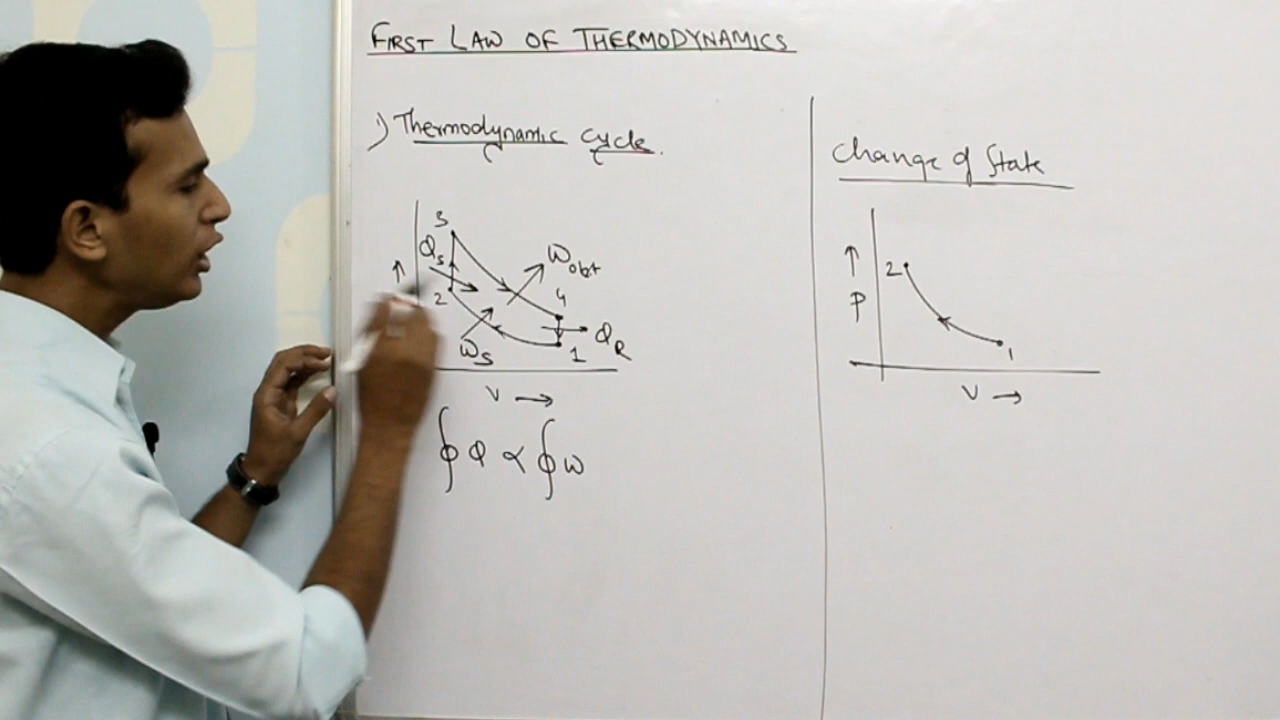 FIRST LAW OF THERMODYNAMICS
1) Thermodynamic Cycle.
3
Qs
Wobt
2
4
Ws
1
QR
V →
∮Q ∝ ∮w
Change of State
2
P
1
V →